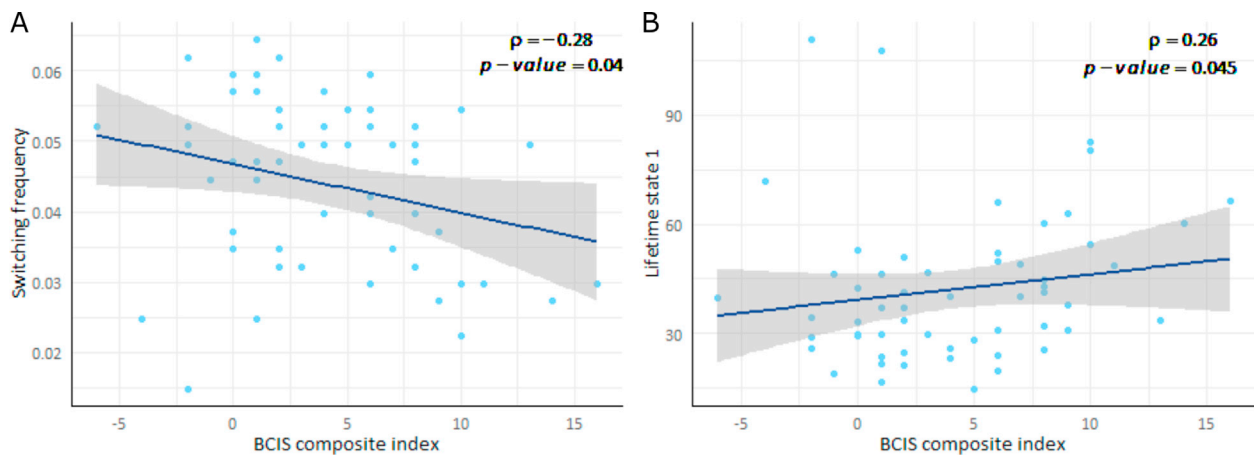 A
ρ = −0.28
p − value = 0.04
Switching frequency
0.06
0.05
0.04
0.03
0.02
-5 0 5 10 15
BCIS composite index
B
ρ = 0.26
p − value = 0.045
Lifetime state 1
90
60
30
-5 0 5 10 15
BCIS composite index